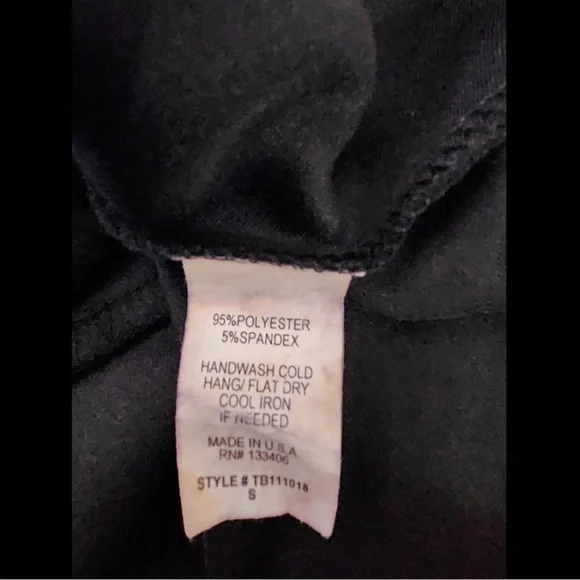 95%POLYESTER
5%SPANDEX
HANDWASH COLD
HANG/ FLAT DRY
COOL IRON
IF NEEDED
MADE IN U.S.A
RN# 133406
STYLE # TB111018
S